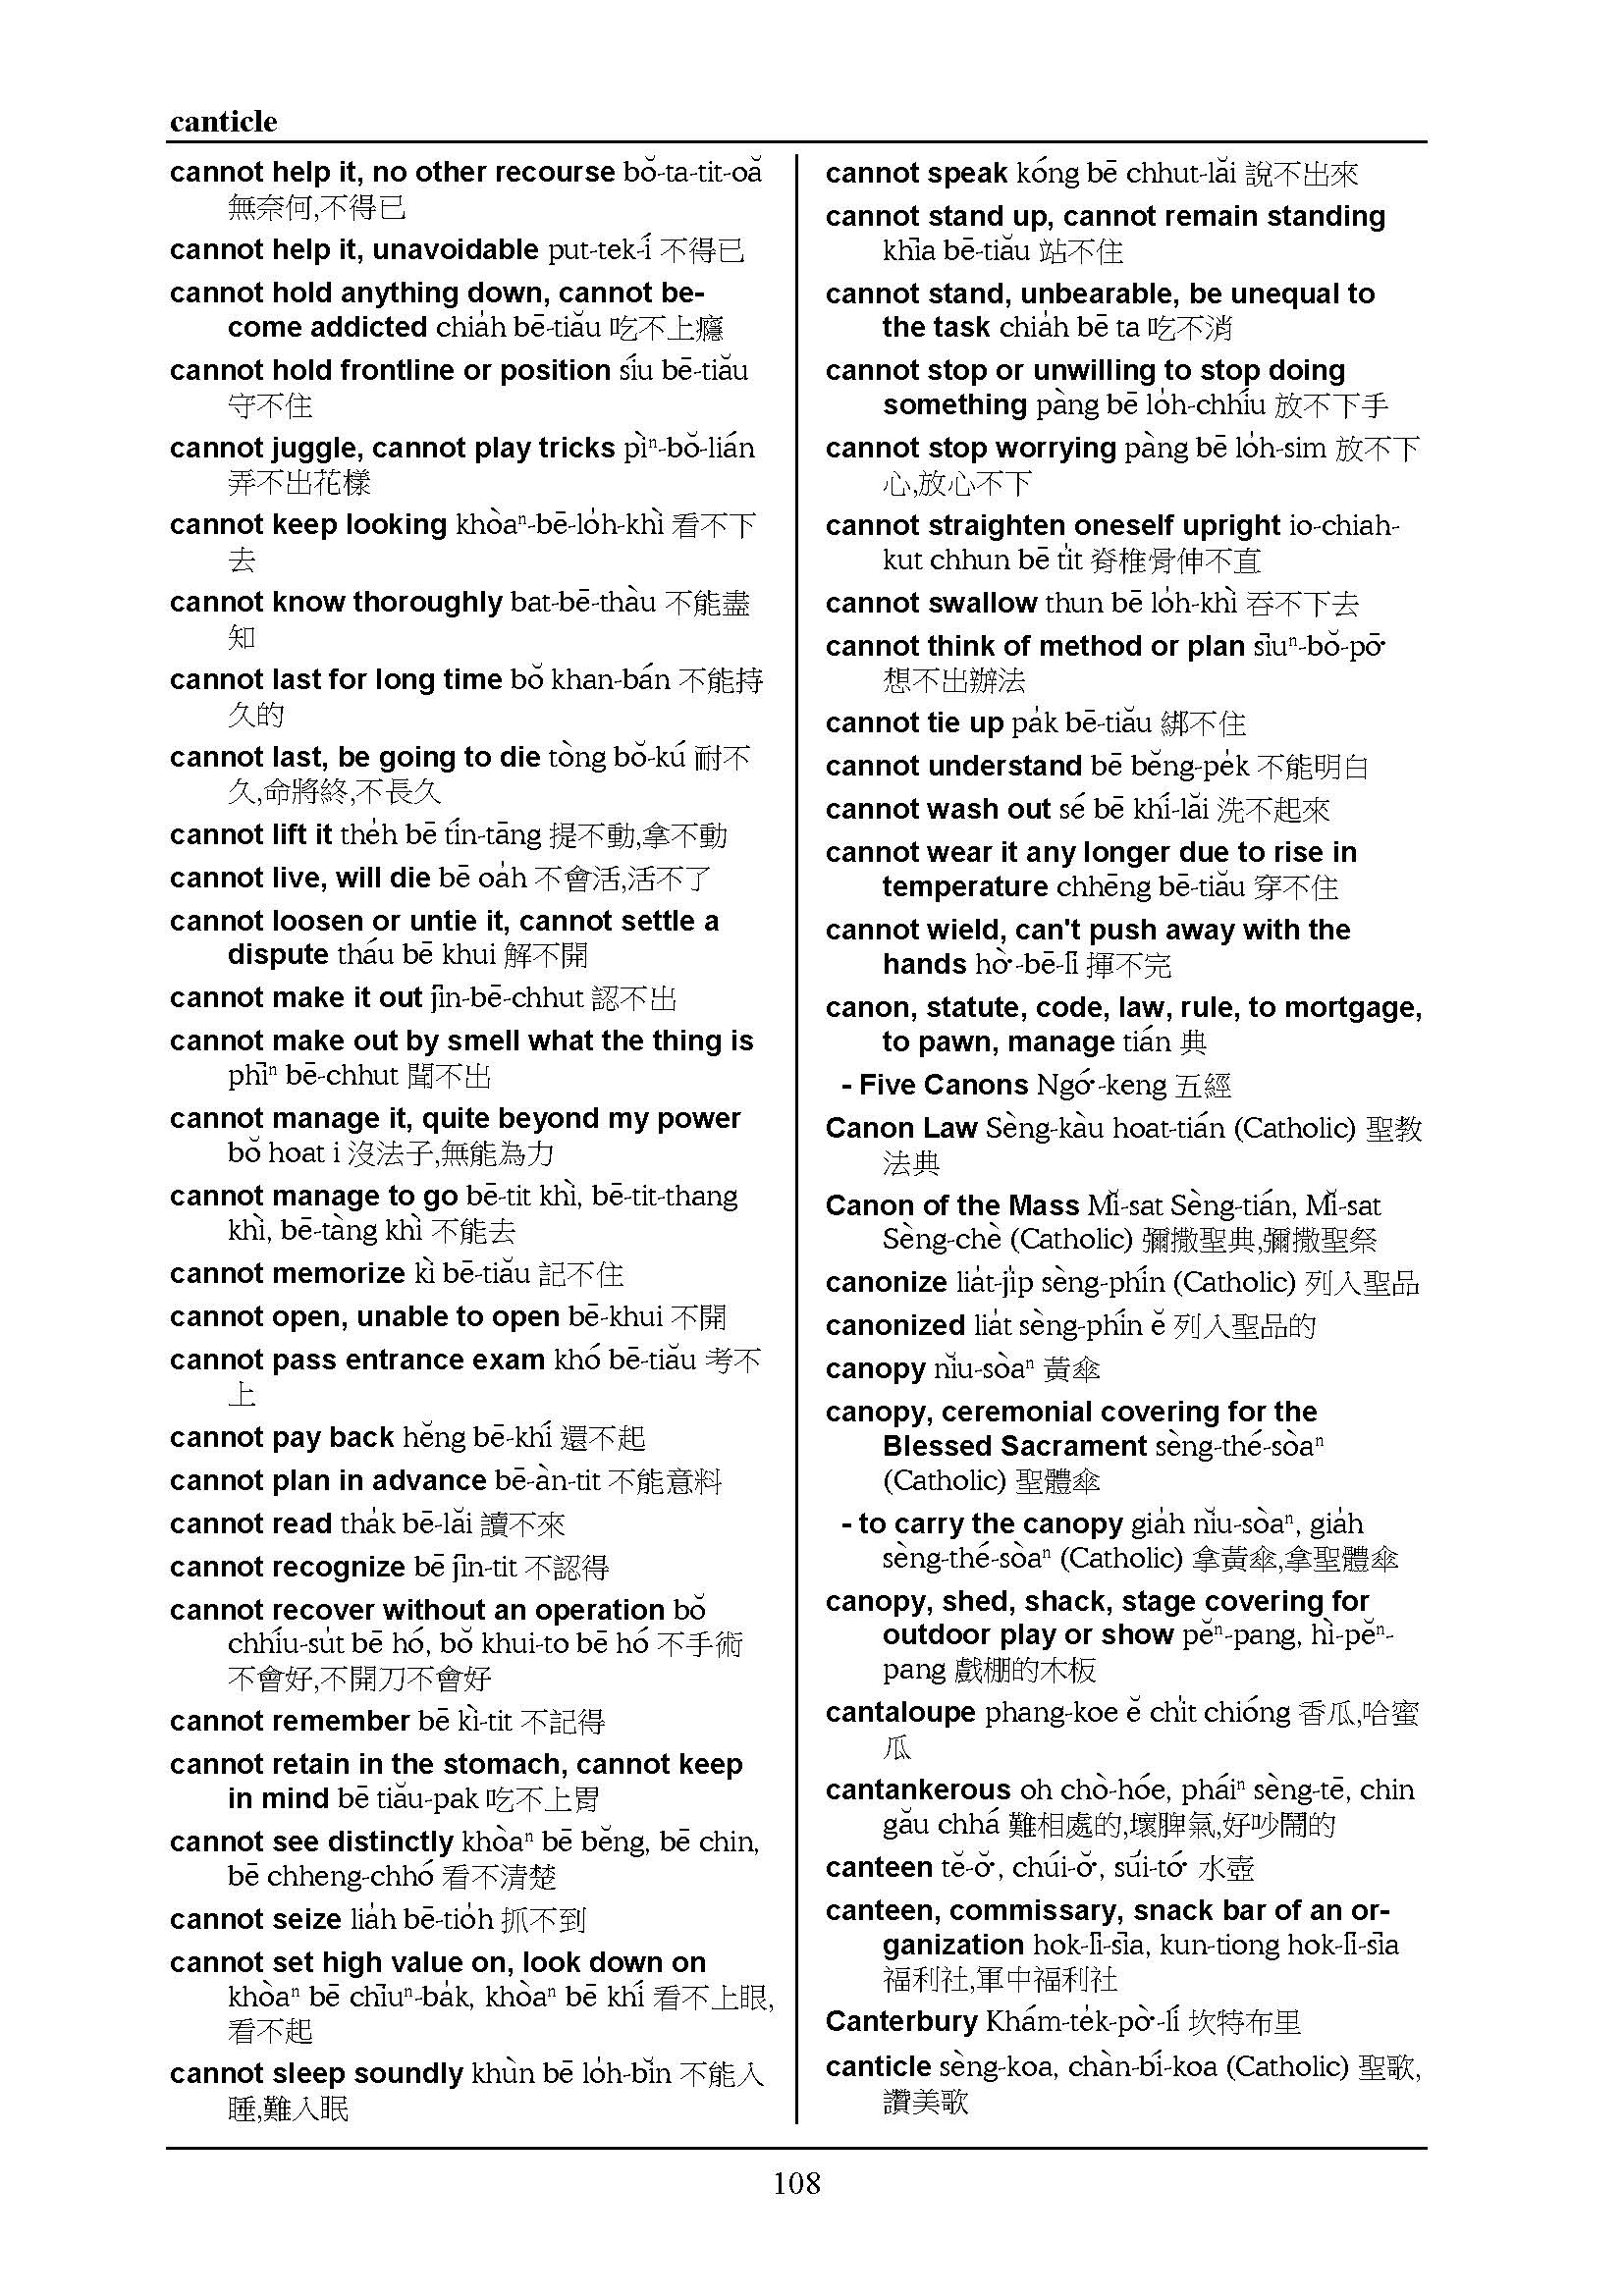 canticle
cannot help it, no other recourse bŏ-ta-tit-oă
無奈何,不得已
cannot help it, unavoidable put-tek-í 不得已
cannot hold anything down, cannot be-
come addicted chia̍h bē-tiău 吃不上癮
cannot hold frontline or position síu bē-tiău
守不住
cannot juggle, cannot play tricks pìⁿ-bŏ-lián
弄不出花樣
cannot keep looking khòaⁿ-bē-lo̍h-khì 看不下
去
cannot know thoroughly bat-bē-thàu 不能盡
知
cannot last for long time bŏ khan-bán 不能持
久的
cannot last, be going to die tòng bŏ-kú 耐不
久,命將終,不長久
cannot lift it the̍h bē tín-tāng 提不動,拿不動
cannot live, will die bē oa̍h 不會活,活不了
cannot loosen or untie it, cannot settle a
dispute tháu bē khui 解不開
cannot make it out jīn-bē-chhut 認不出
cannot make out by smell what the thing is
phīⁿ bē-chhut 聞不出
cannot manage it, quite beyond my power
bŏ hoat i 沒法子,無能為力
cannot manage to go bē-tit khì, bē-tit-thang
khì, bē-tàng khì 不能去
cannot memorize kì bē-tiău 記不住
cannot open, unable to open bē-khui 不開
cannot pass entrance exam khó bē-tiău 考不
上
cannot pay back hĕng bē-khí 還不起
cannot plan in advance bē-àn-tit 不能意料
cannot read tha̍k bē-lăi 讀不來
cannot recognize bē jīn-tit 不認得
cannot recover without an operation bŏ
chhíu-su̍t bē hó, bŏ khui-to bē hó 不手術
不會好,不開刀不會好
cannot remember bē kì-tit 不記得
cannot retain in the stomach, cannot keep
in mind bē tiău-pak 吃不上胃
cannot see distinctly khòaⁿ bē bĕng, bē chin,
bē chheng-chhó 看不清楚
cannot seize lia̍h bē-tio̍h 抓不到
cannot set high value on, look down on
khòaⁿ bē chīuⁿ-ba̍k, khòaⁿ bē khí 看不上眼,
看不起
cannot sleep soundly khùn bē lo̍h-bĭn 不能入
睡,難入眠
cannot speak kóng bē chhut-lăi 說不出來
cannot stand up, cannot remain standing
khīa bē-tiău 站不住
cannot stand, unbearable, be unequal to
the task chia̍h bē ta 吃不消
cannot stop or unwilling to stop doing
something pàng bē lo̍h-chhíu 放不下手
cannot stop worrying pàng bē lo̍h-sim 放不下
心,放心不下
cannot straighten oneself upright io-chiah-
kut chhun bē ti̍t 脊椎骨伸不直
cannot swallow thun bē lo̍h-khì 吞不下去
cannot think of method or plan sīuⁿ-bŏ-pō͘
想不出辦法
cannot tie up pa̍k bē-tiău 綁不住
cannot understand bē bĕng-pe̍k 不能明白
cannot wash out sé bē khí-lăi 洗不起來
cannot wear it any longer due to rise in
temperature chhēng bē-tiău 穿不住
cannot wield, can't push away with the
hands hò͘-bē-lī 揮不完
canon, statute, code, law, rule, to mortgage,
to pawn, manage tián 典
- Five Canons Ngó͘-keng 五經
Canon Law Sèng-kàu hoat-tián (Catholic) 聖教
法典
Canon of the Mass Mĭ-sat Sèng-tián, Mĭ-sat
Sèng-chè (Catholic) 彌撒聖典,彌撒聖祭
canonize lia̍t-ji̍p sèng-phín (Catholic) 列入聖品
canonized lia̍t sèng-phín ĕ 列入聖品的
canopy nĭu-sòaⁿ 黃傘
canopy, ceremonial covering for the
Blessed Sacrament sèng-thé-sòaⁿ
(Catholic) 聖體傘
- to carry the canopy gia̍h nĭu-sòaⁿ, gia̍h
sèng-thé-sòaⁿ (Catholic) 拿黃傘,拿聖體傘
canopy, shed, shack, stage covering for
outdoor play or show pĕⁿ-pang, hì-pĕⁿ-
pang 戲棚的木板
cantaloupe phang-koe ĕ chi̍t chióng 香瓜,哈蜜
瓜
cantankerous oh chò-hóe, pháiⁿ sèng-tē, chin
gău chhá 難相處的,壞脾氣,好吵鬧的
canteen tĕ-ŏ͘, chúi-ŏ͘, súi-tó͘ 水壺
canteen, commissary, snack bar of an or-
ganization hok-lī-sīa, kun-tiong hok-lī-sīa
福利社,軍中福利社
Canterbury Khám-te̍k-pò͘-lí 坎特布里
canticle sèng-koa, chàn-bí-koa (Catholic) 聖歌,
讚美歌
108